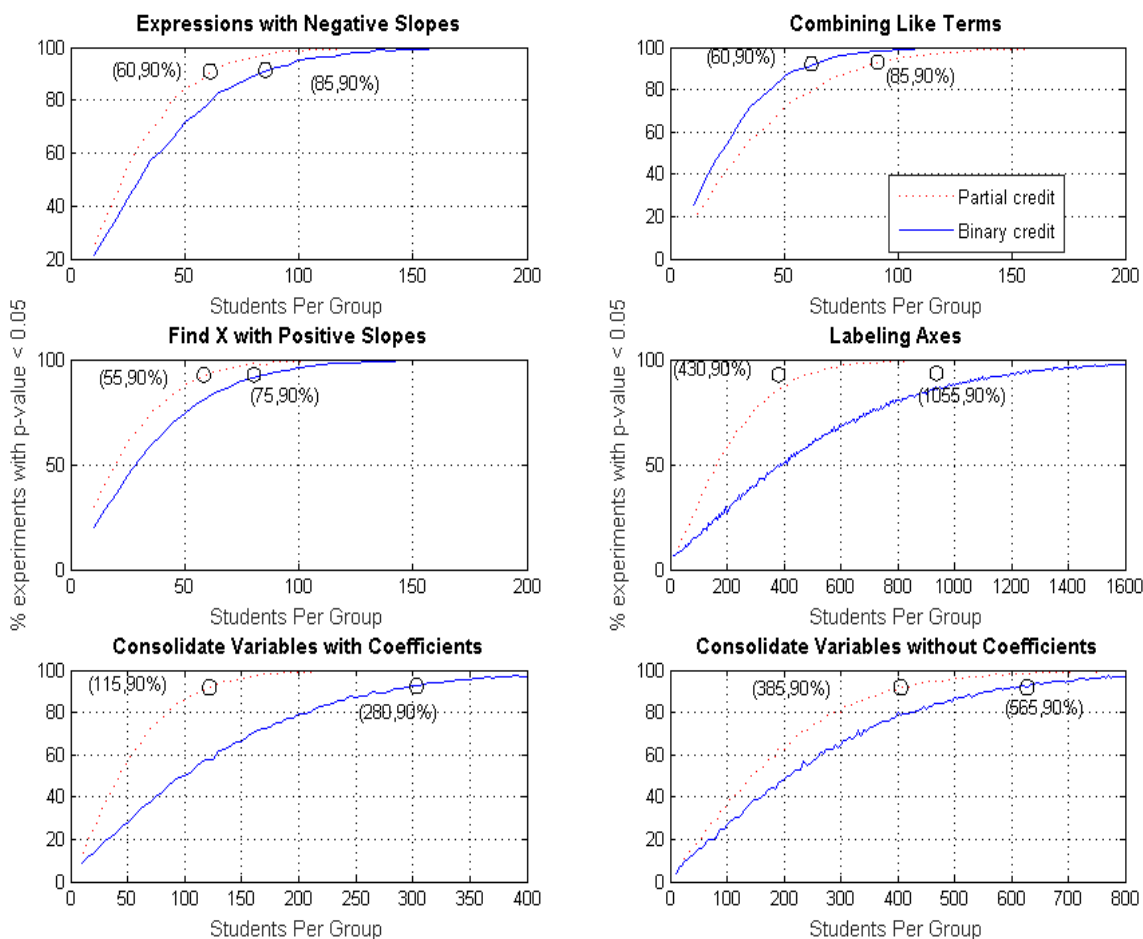 Expressions with Negative Slopes
100
80
60
40
20
(60,90%)
(85,90%)
0 50 100 150 200
Students Per Group
Combining Like Terms
100
80
60
40
20
0
(60,90%)
(85,90%)
Partial credit
Binary credit
0 50 100 150 200
Students Per Group
% experiments with p-value < 0.05
% experiments with p-value < 0.05
Find X with Positive Slopes
100
50
0
(55,90%)
(75,90%)
0 50 100 150 200
Students Per Group
Labeling Axes
100
50
0
(430,90%)
(1055,90%)
0 200 400 600 800 1000 1200 1400 1600
Students Per Group
Consolidate Variables with Coefficients
100
80
60
40
20
0
(115,90%)
(280,90%)
0 50 100 150 200 250 300 350 400
Students Per Group
Consolidate Variables without Coefficients
100
80
60
40
20
0
(385,90%)
(565,90%)
0 100 200 300 400 500 600 700 800
Students Per Group